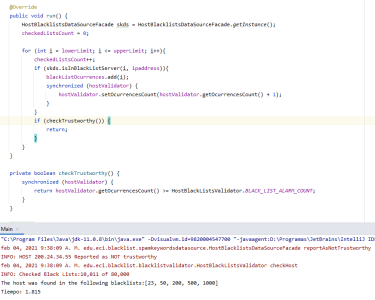 @Override
public void run() {
HostBlacklistsDataSourceFacade skds = HostBlacklistsDataSourceFacade.getInstance();
checkedListsCount = 0;
for (int i = lowerLimit; i <= upperLimit; i++){
checkedListsCount++;
if (skds.isInBlackListServer(i, ipaddress)){
blackListOcurrences.add(i);
synchronized (hostValidator) {
hostValidator.setOcurrencesCount(hostValidator.getOcurrencesCount() + 1);
}
}
if (checkTrustworthy()) {
return;
}
}
}
private boolean checkTrustworthy() {
synchronized (hostValidator) {
return hostValidator.getOcurrencesCount() >= HostBlackListsValidator.BLACK_LIST_ALARM_COUNT;
}
}
Main ×
"C:\Program Files\Java\jdk-11.0.8\bin\java.exe" -Dvisualvm.id=9820004547700 "-javaagent:D:\Programas\JetBrains\IntelliJ ID
feb 04, 2021 9:38:09 A. M. edu.eci.blacklist.spamkeywordsdatasource.HostBlacklistsDataSourceFacade reportAsNotTrustworthy
INFO: HOST 200.24.34.55 Reported as NOT trustworthy
feb 04, 2021 9:38:09 A. M. edu.eci.blacklist.blacklistvalidator.HostBlackListsValidator checkHost
INFO: Checked Black Lists:10,011 of 80,000
The host was found in the following blacklists:[23, 50, 200, 500, 1000]
Tiempo: 1.815